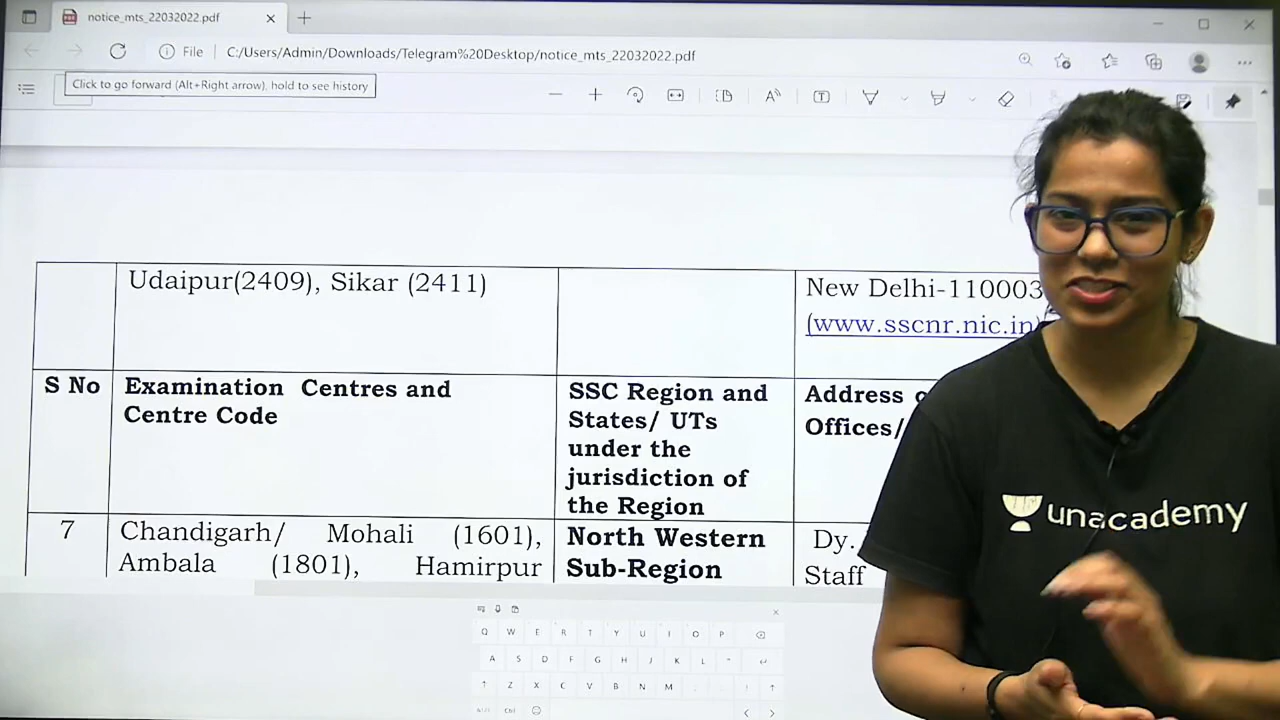 notice_mts_22032022.pdf
File
C:/Users/Admin/Downloads/Telegram%20Desktop/notice_mts_22032022.pdf
Click to go forward (Alt+Right arrow), hold to see history
Udaipur(2409), Sikar (2411)
New Delhi-110003
(www.sscnr.nic.in)
S No
Examination Centres and
Centre Code
SSC Region and
States/ UTs
under the
jurisdiction of
the Region
Address
Offices/
7
Chandigarh/ Mohali (1601),
Ambala (1801), Hamirpur
North Western
Sub-Region
Dy.
Staff
unacademy
Q W E R T Y U I O P
A S D F G H J K L
Z X C V B N M
Ctrl